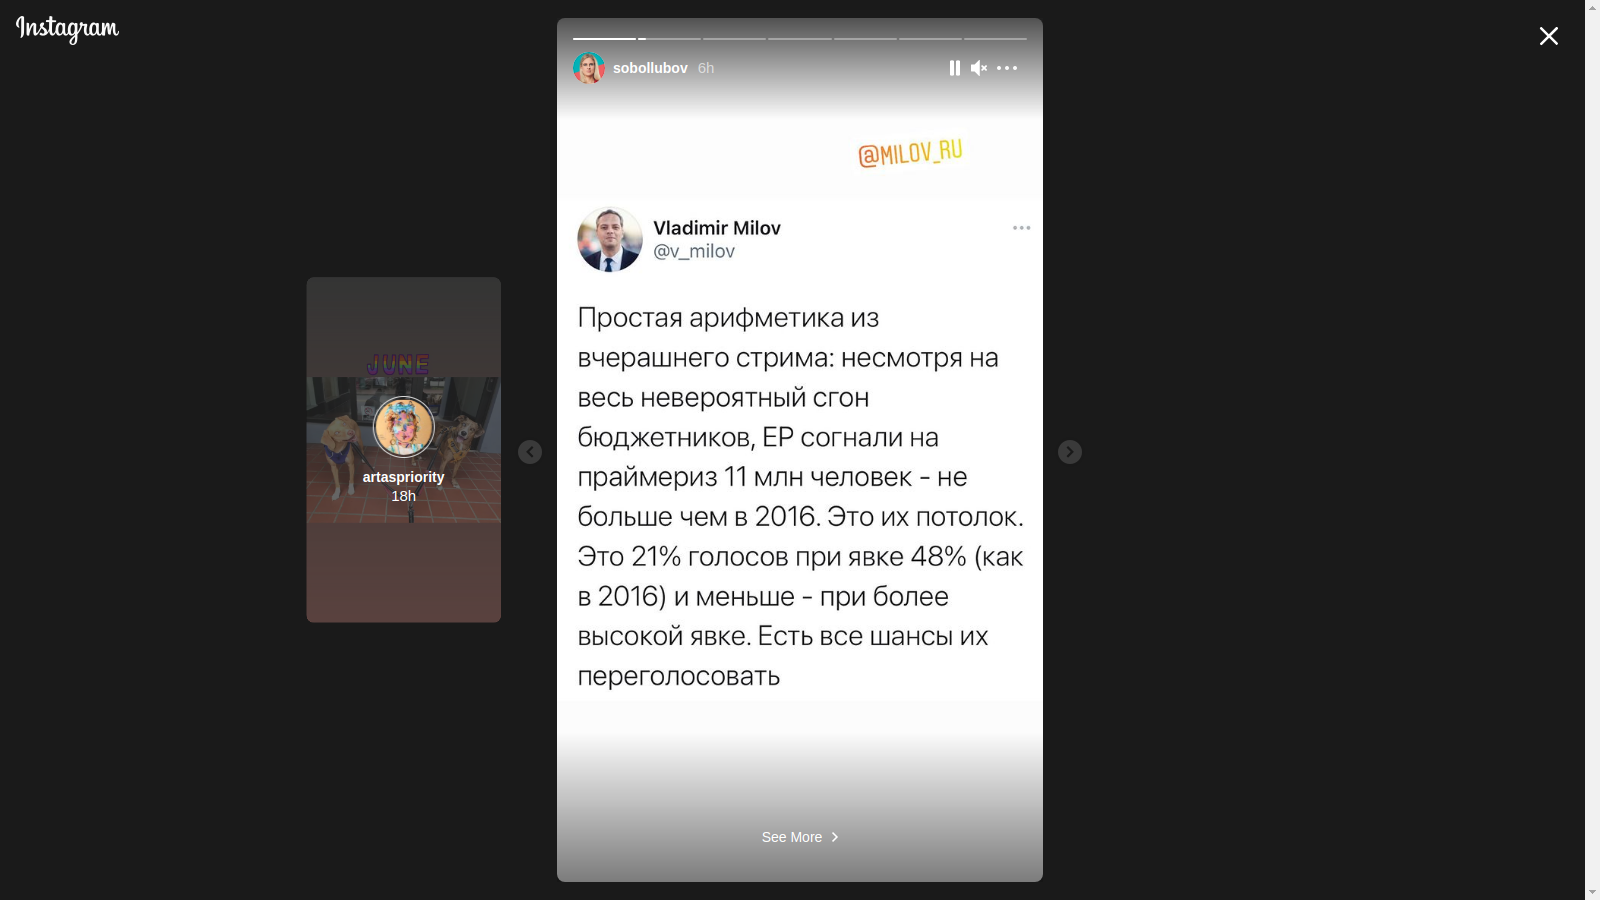 Instagram
sobollubov 6h
@MILOV_RU
Vladimir Milov
@v_milov
Простая арифметика из
вчерашнего стрима: несмотря на
весь невероятный сгон
бюджетников, ЕР согнали на
праймериз 11 млн человек - не
больше чем в 2016. Это их потолок.
Это 21% голосов при явке 48% (как
в 2016) и меньше - при более
высокой явке. Есть все шансы их
переголосовать
See More
JUNE
artaspriority
18h